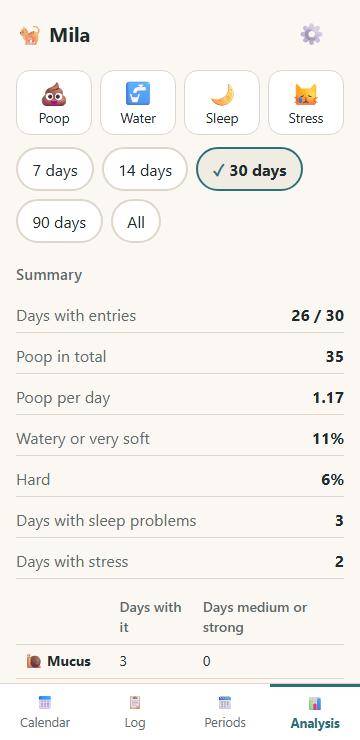 Mila
Poop Water Sleep Stress
7 days 14 days ✓ 30 days
90 days All
Summary
Days with entries 26 / 30
Poop in total 35
Poop per day 1.17
Watery or very soft 11%
Hard 6%
Days with sleep problems 3
Days with stress 2
Days with it Days medium or strong
Mucus 3 0
Calendar Log Periods Analysis